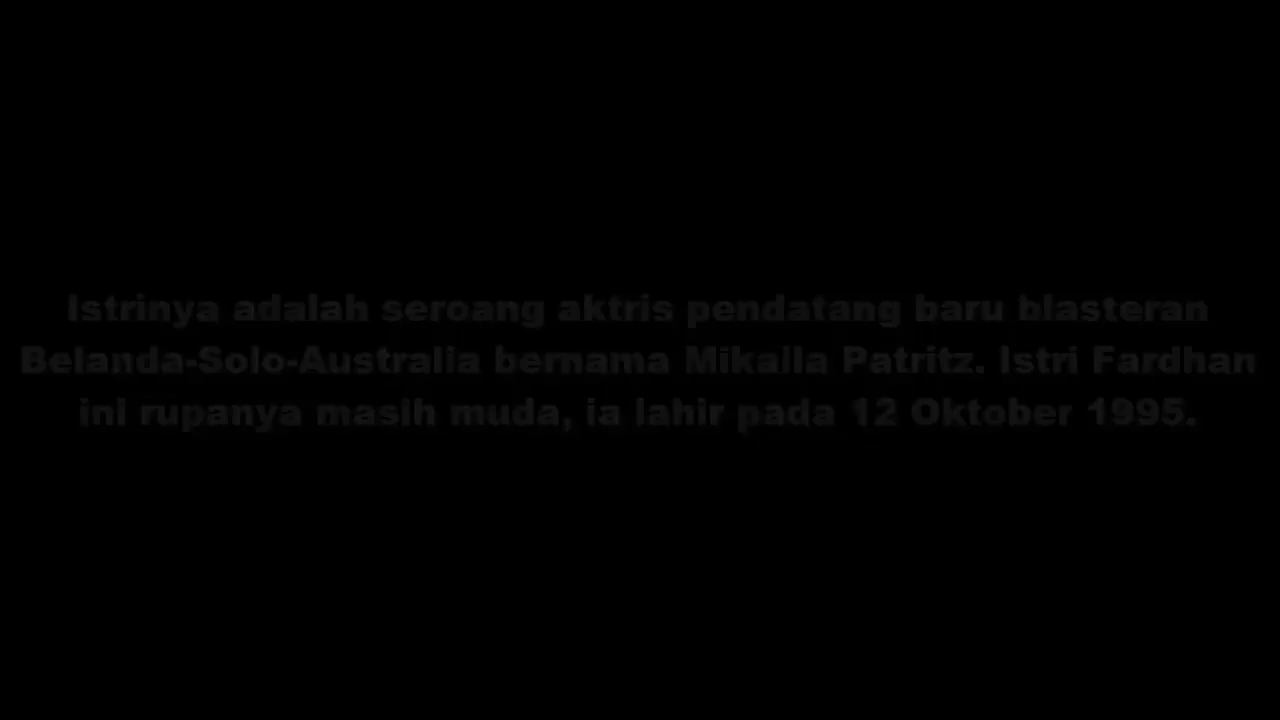 Istrinya adalah seroang aktris pendatang baru blasteran
Belanda-Solo-Australia bernama Mikaila Patritz. Istri Fardhan
ini rupanya masih muda, ia lahir pada 12 Oktober 1995.